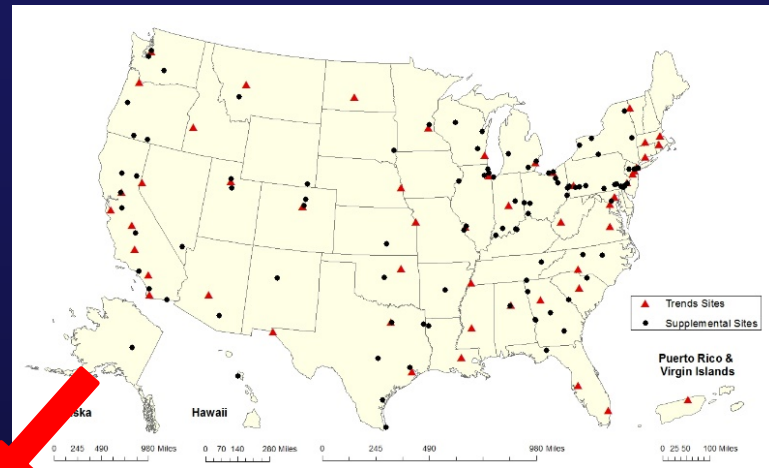 Trends Sites
Supplemental Sites
Puerto Rico &
Virgin Islands
ska
Hawaii
0 245 490 980 Miles
0 70 140 280 Miles
0 245 490 980 Miles
0 25 50 100 Miles